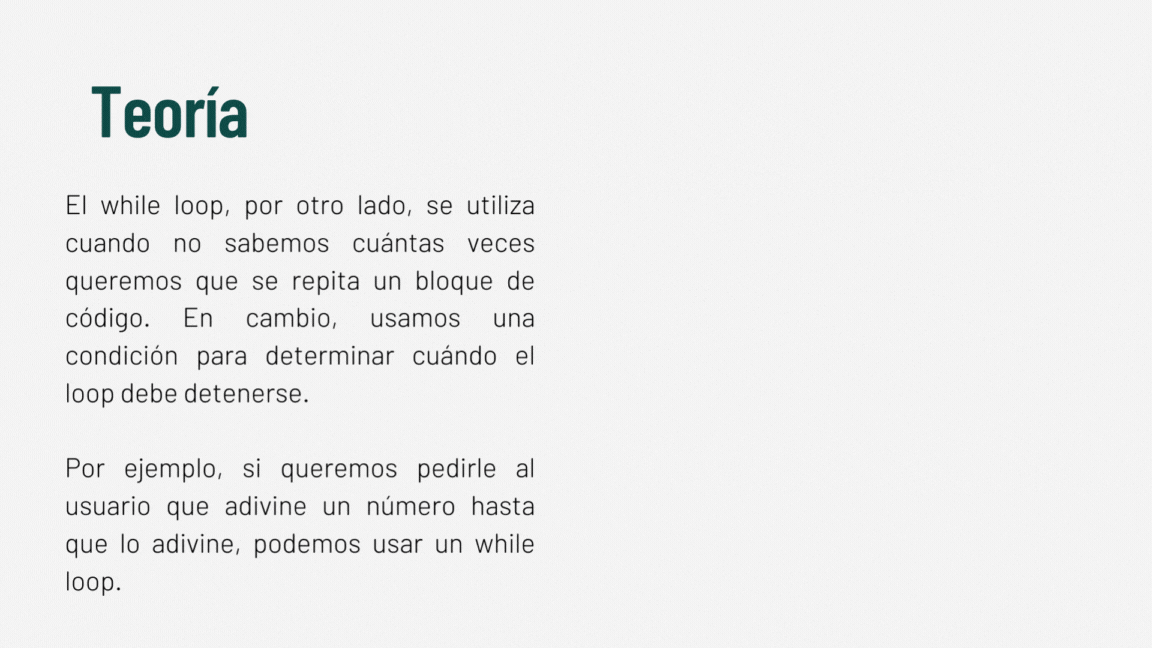 Teoría
El while loop, por otro lado, se utiliza
cuando no sabemos cuántas veces
queremos que se repita un bloque de
código. En cambio, usamos una
condición para determinar cuándo el
loop debe detenerse.
Por ejemplo, si queremos pedirle al
usuario que adivine un número hasta
que lo adivine, podemos usar un while
loop.